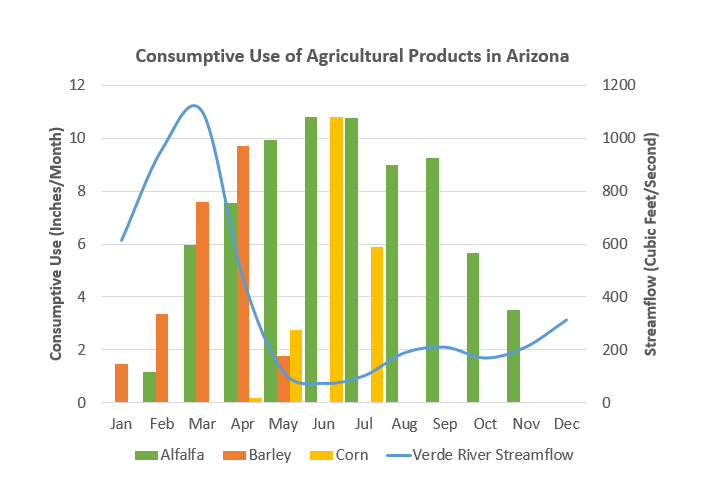 Consumptive Use of Agricultural Products in Arizona
Consumptive Use (Inches/Month)
12
10
8
6
4
2
0
1200
1000
800
600
400
200
0
Streamflow (Cubic Feet/Second)
Jan Feb Mar Apr May Jun Jul Aug Sep Oct Nov Dec
Alfalfa Barley Corn Verde River Streamflow